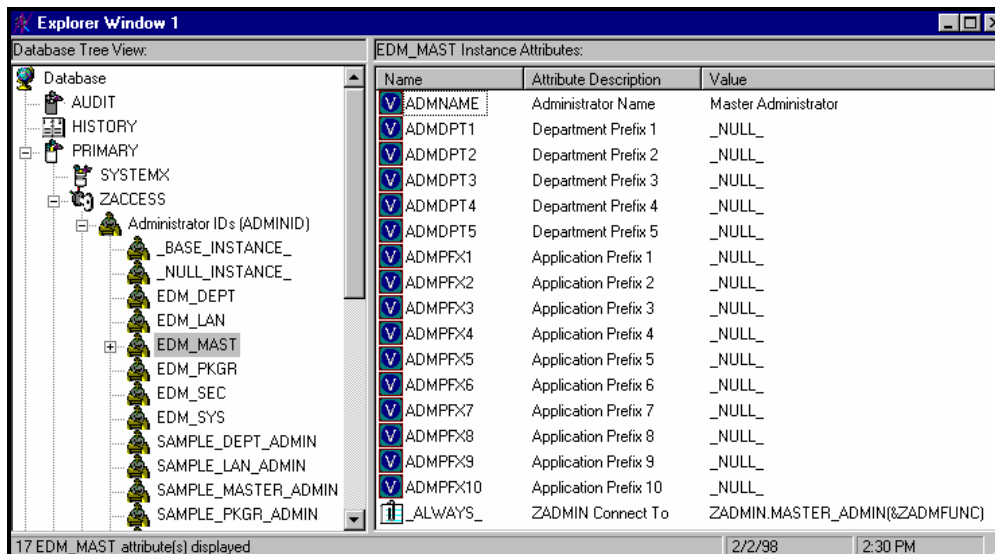 Explorer Window 1
Database Tree View:
EDM_MAST Instance Attributes:
Database
AUDIT
HISTORY
PRIMARY
SYSTEMX
ZACCESS
Administrator IDs (ADMINID)
_BASE_INSTANCE_
_NULL_INSTANCE_
EDM_DEPT
EDM_LAN
EDM_MAST
EDM_PKGR
EDM_SEC
EDM_SYS
SAMPLE_DEPT_ADMIN
SAMPLE_LAN_ADMIN
SAMPLE_MASTER_ADMIN
SAMPLE_PKGR_ADMIN
Name Attribute Description Value
V ADMNAME Administrator Name Master Administrator
V ADMDPT1 Department Prefix 1 _NULL_
V ADMDPT2 Department Prefix 2 _NULL_
V ADMDPT3 Department Prefix 3 _NULL_
V ADMDPT4 Department Prefix 4 _NULL_
V ADMDPT5 Department Prefix 5 _NULL_
V ADMPFX1 Application Prefix 1 _NULL_
V ADMPFX2 Application Prefix 2 _NULL_
V ADMPFX3 Application Prefix 3 _NULL_
V ADMPFX4 Application Prefix 4 _NULL_
V ADMPFX5 Application Prefix 5 _NULL_
V ADMPFX6 Application Prefix 6 _NULL_
V ADMPFX7 Application Prefix 7 _NULL_
V ADMPFX8 Application Prefix 8 _NULL_
V ADMPFX9 Application Prefix 9 _NULL_
V ADMPFX10 Application Prefix 10 _NULL_
_ALWAYS_ ZADMIN Connect To ZADMIN.MASTER_ADMIN(&ZADMFUNC)
17 EDM_MAST attribute(s) displayed 2/2/98 2:30 PM